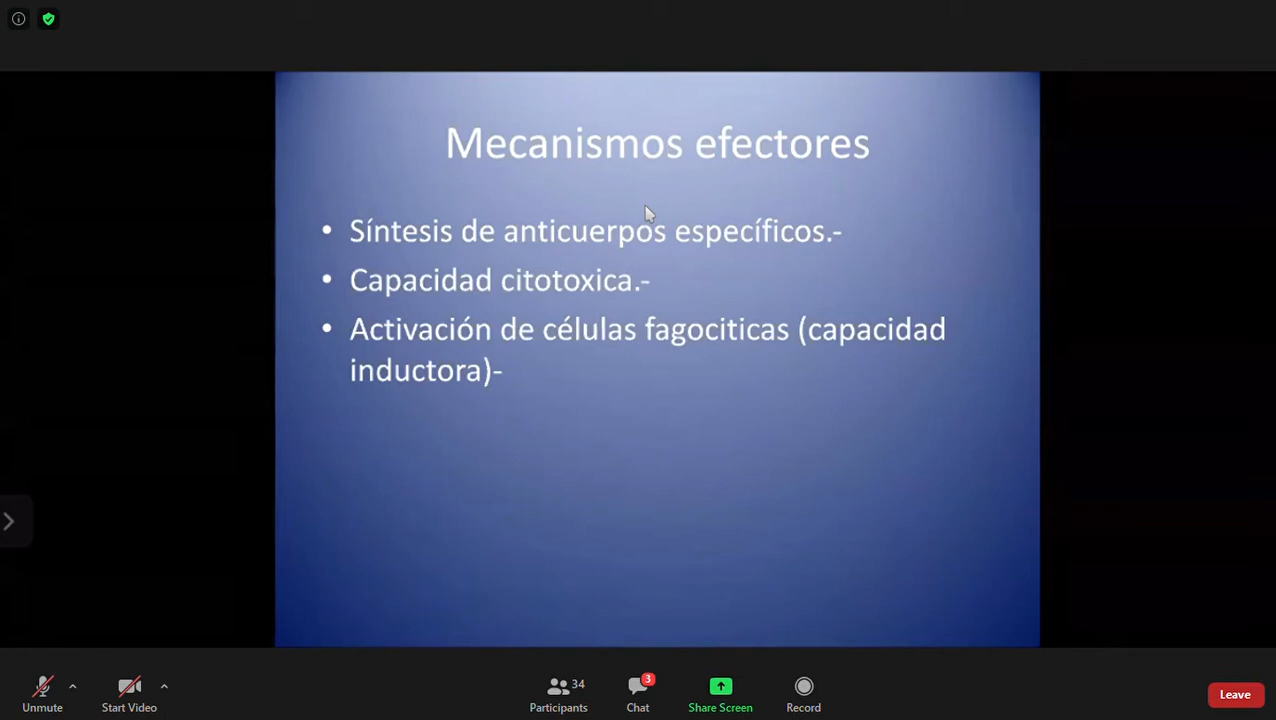 Mecanismos efectores
• Síntesis de anticuerpos específicos.-
• Capacidad citotoxica.-
• Activación de células fagociticas (capacidad
inductora)-
Unmute
Start Video
34
Participants
3
Chat
Share Screen
Record
Leave